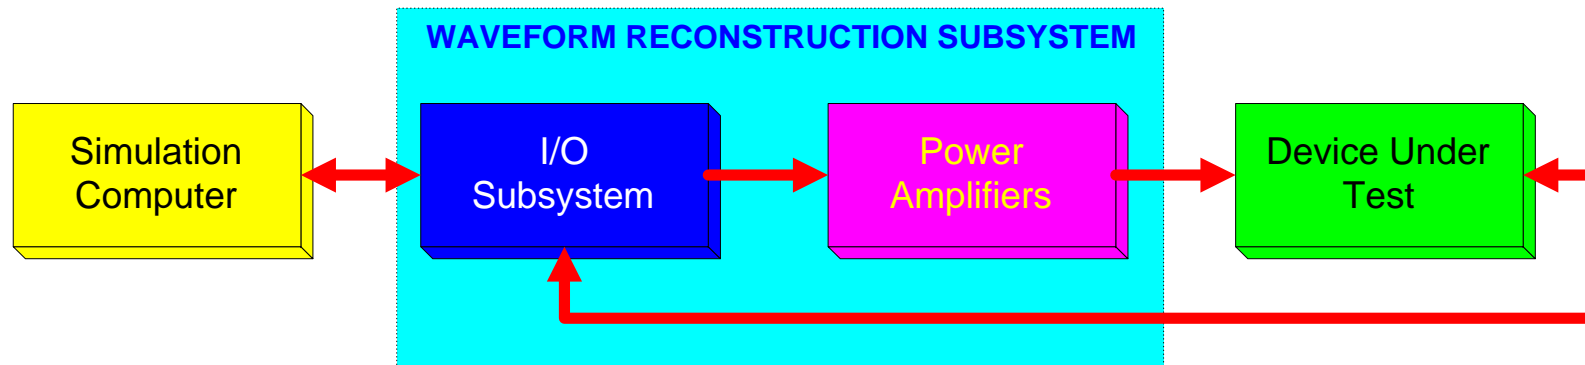 WAVEFORM RECONSTRUCTION SUBSYSTEM
Simulation
Computer
I/O
Subsystem
Power
Amplifiers
Device Under
Test